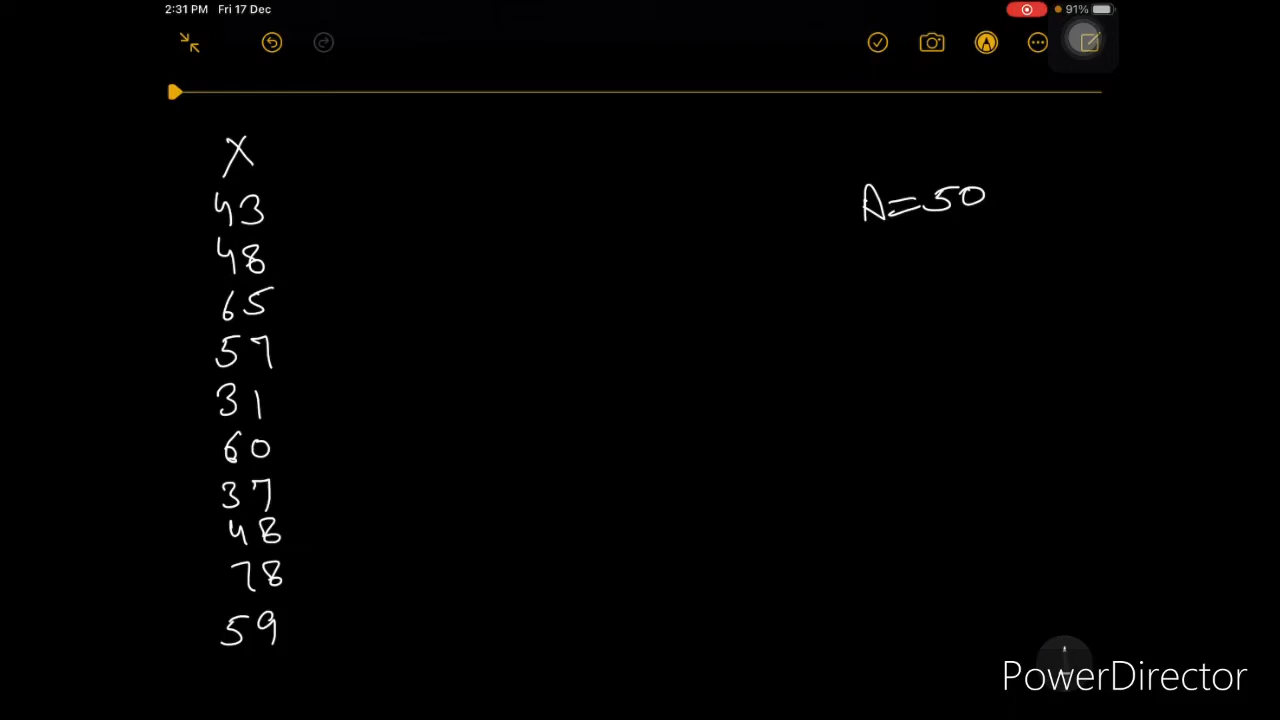 2:31 PM Fri 17 Dec
91%
X
A=50
43
48
65
57
31
60
37
48
78
59
PowerDirector